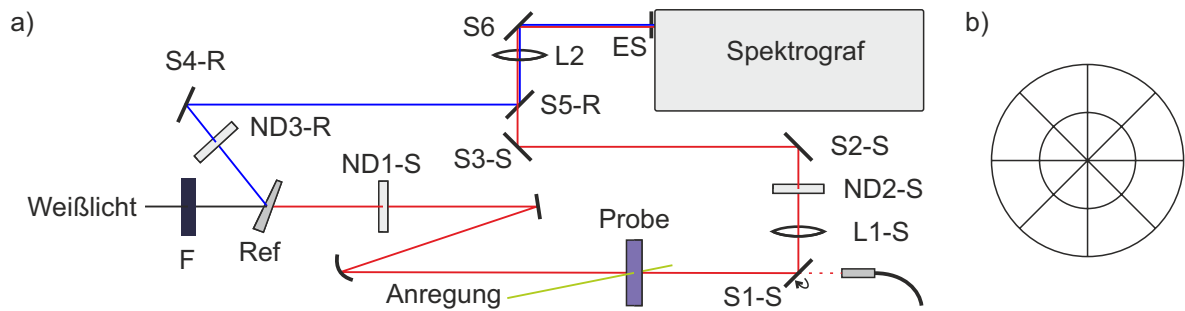 a)
S6
ES
Spektrograf
b)
L2
S4-R
S5-R
ND3-R
S3-S
S2-S
ND1-S
ND2-S
Weißlicht
Probe
L1-S
F
Ref
Anregung
S1-S